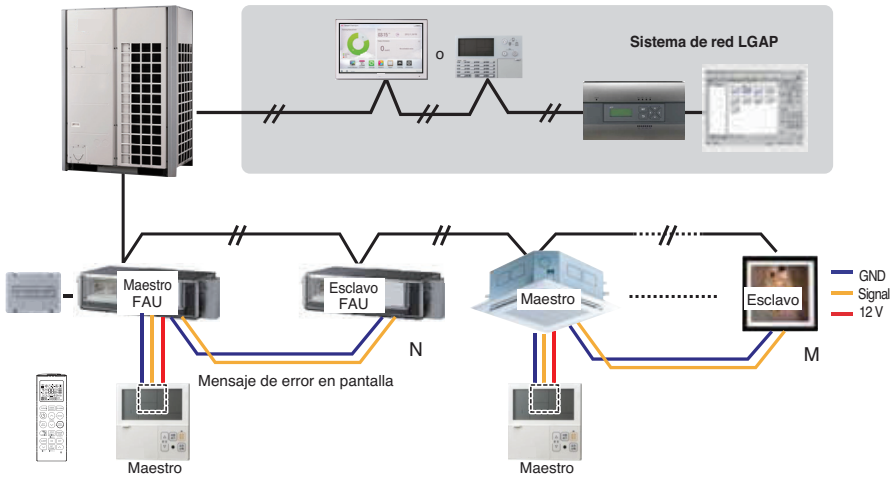 Sistema de red LGAP
o
Maestro
FAU
Esclavo
FAU
Maestro
Esclavo
GND
Signal
12 V
N
M
Mensaje de error en pantalla
Maestro
Maestro